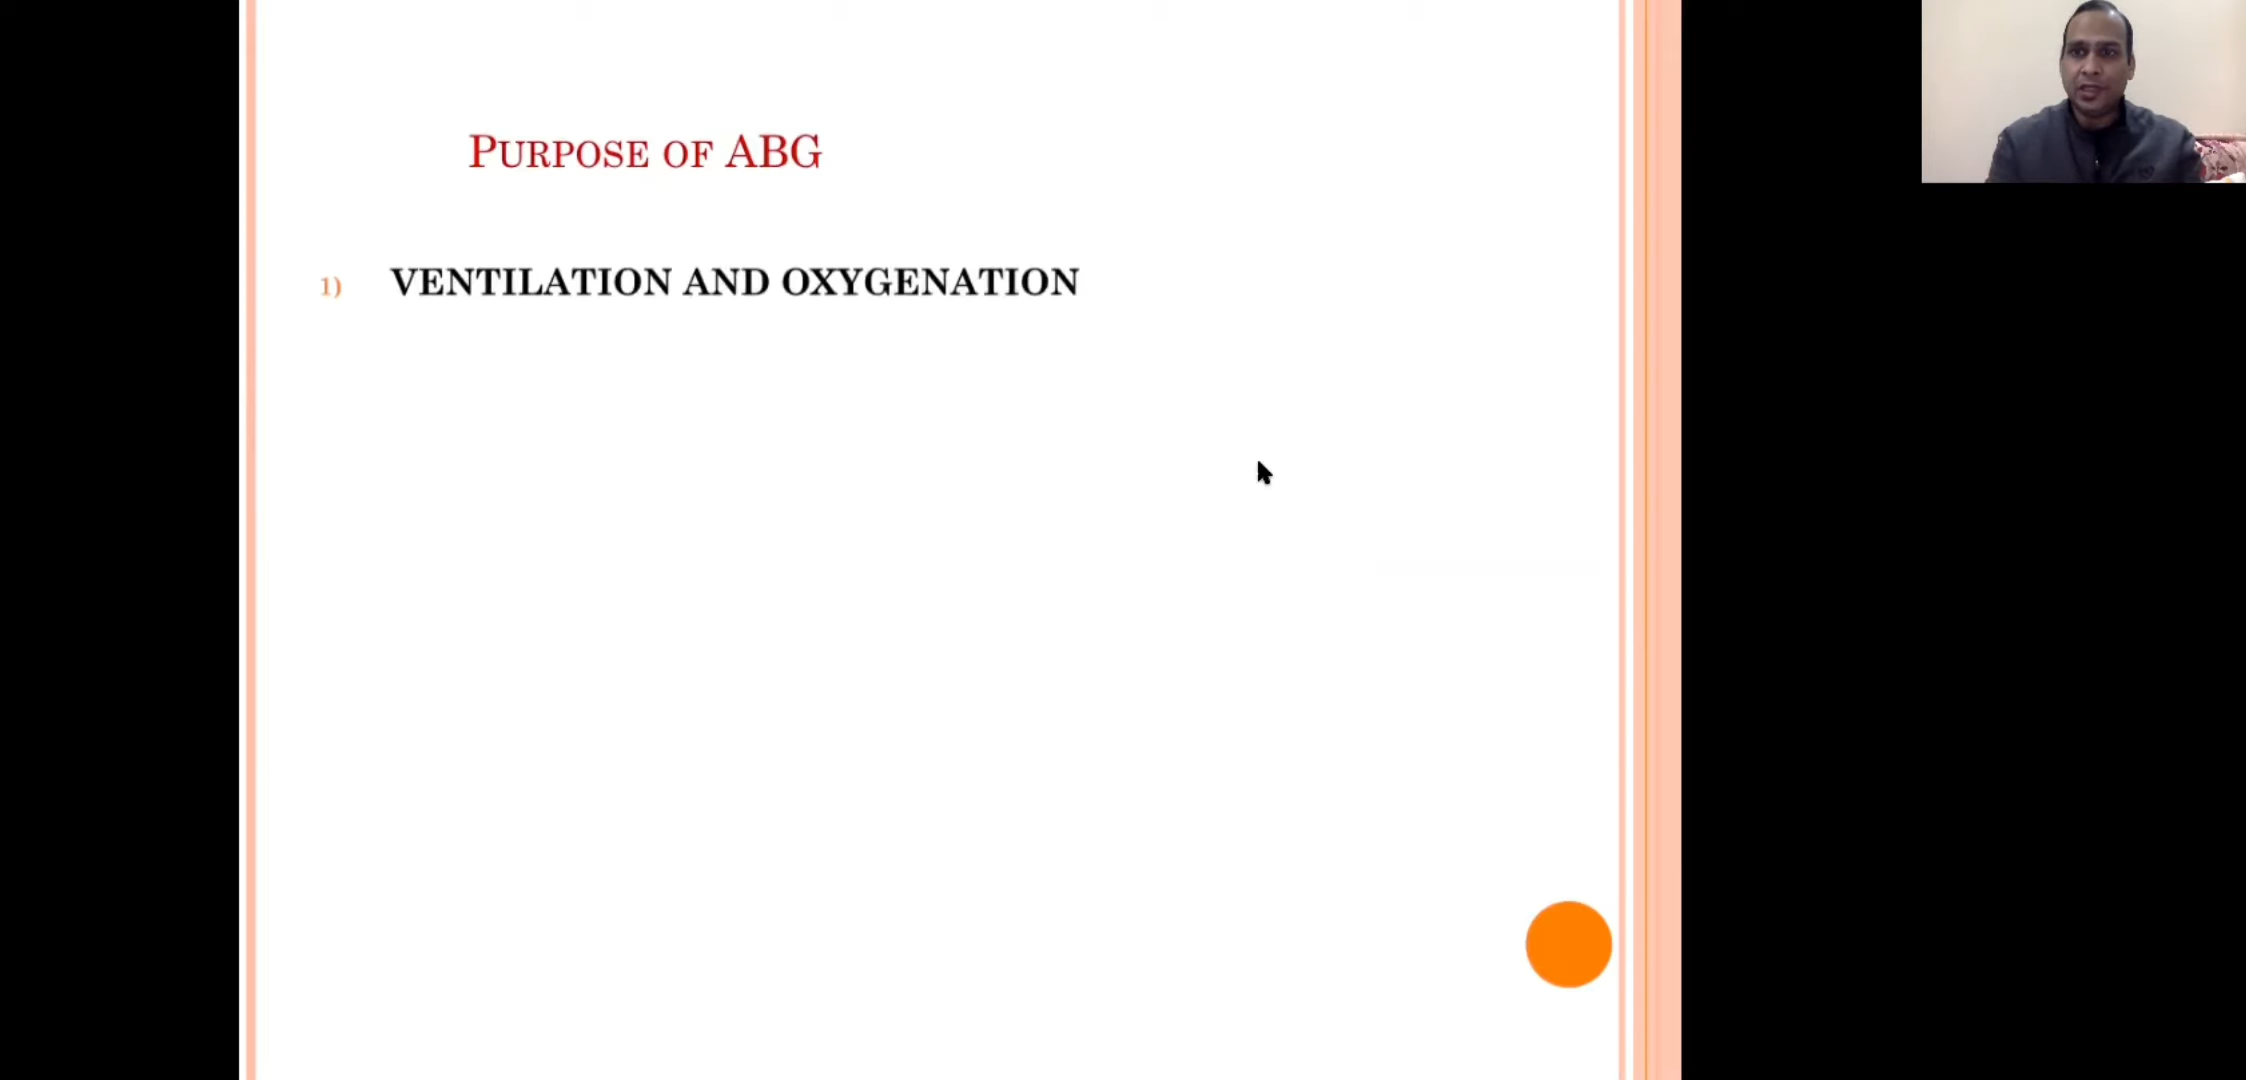 PURPOSE OF ABG
1) VENTILATION AND OXYGENATION